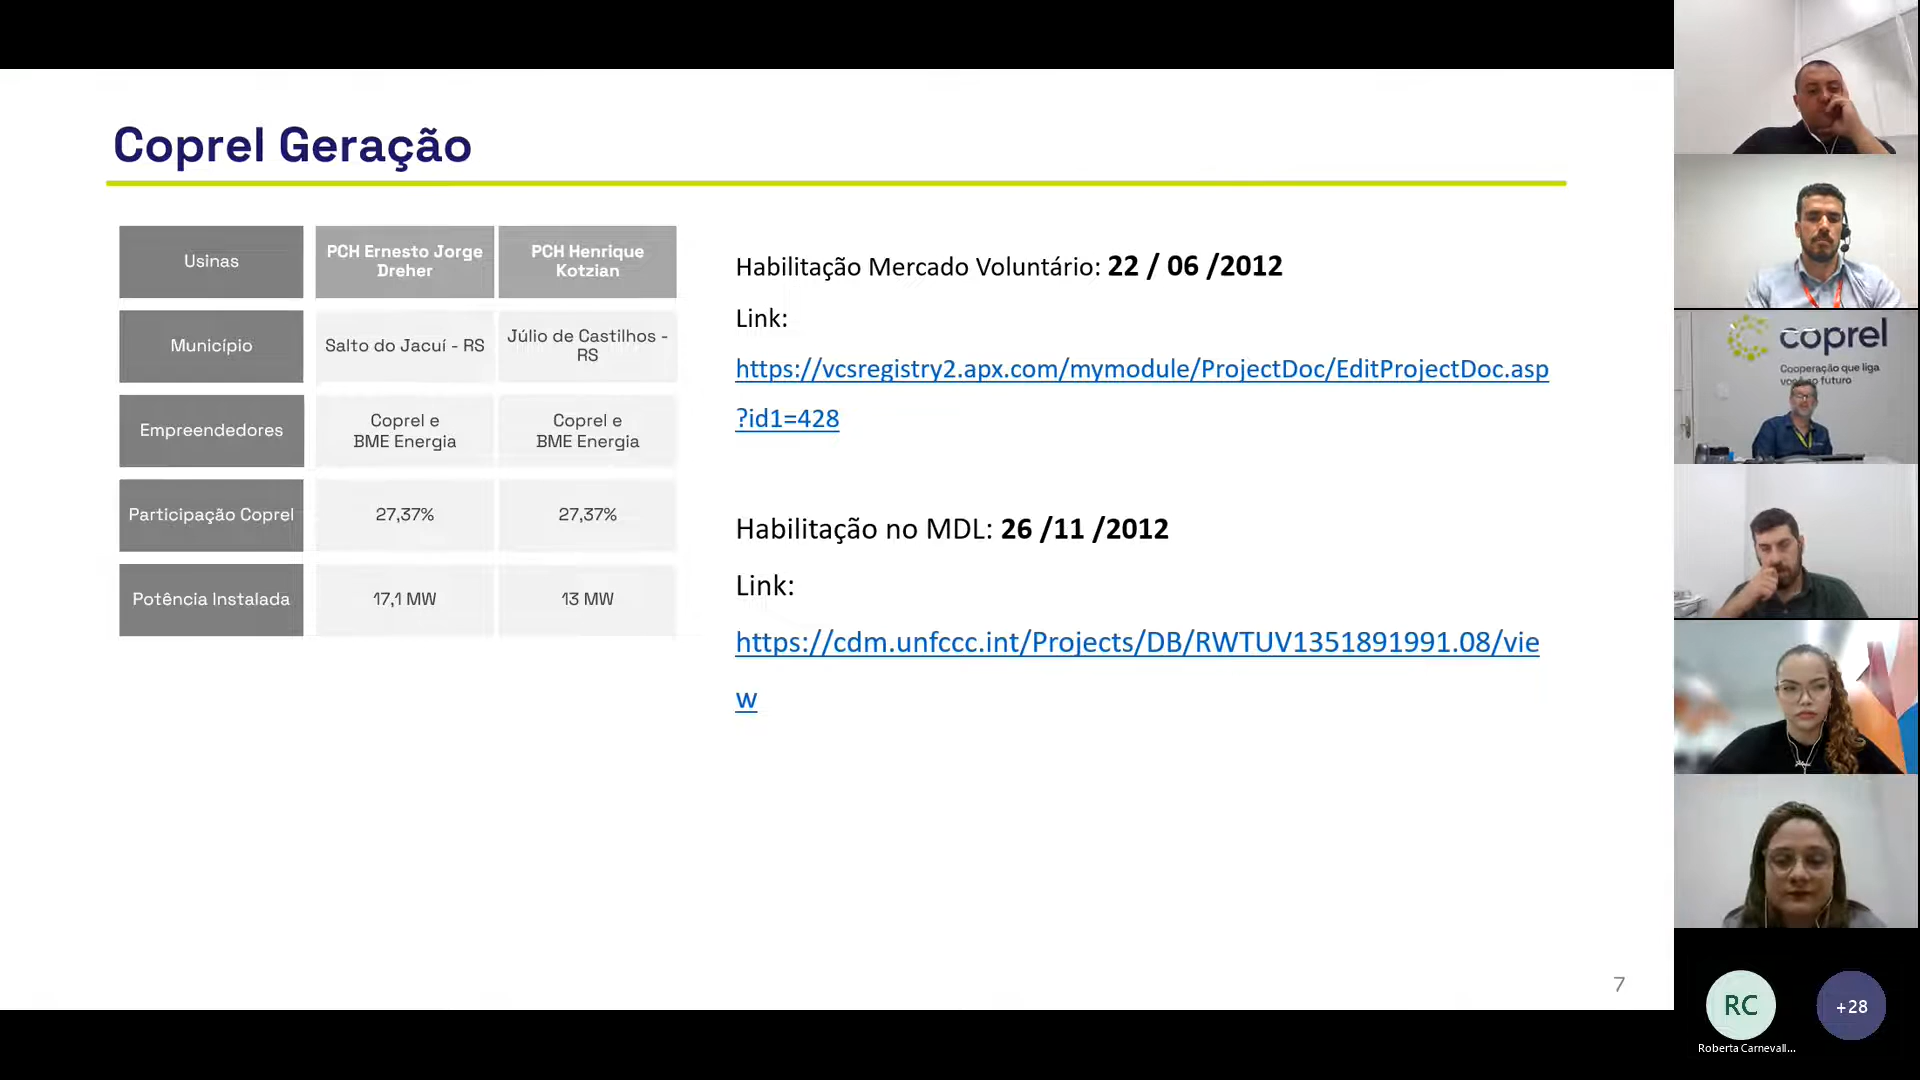 Coprel Geração
Usinas
PCH Ernesto Jorge
Dreher
PCH Henrique
Kotzian
Município
Salto do Jacuí - RS
Júlio de Castilhos -
RS
Empreendedores
Coprel e
BME Energia
Coprel e
BME Energia
Participação Coprel
27,37%
27,37%
Potência Instalada
17,1 MW
13 MW
Habilitação Mercado Voluntário: 22 / 06 /2012
Link:
https://vcsregistry2.apx.com/mymodule/ProjectDoc/EditProjectDoc.asp
?id1=428
Habilitação no MDL: 26 /11 /2012
Link:
https://cdm.unfccc.int/Projects/DB/RWTUV1351891991.08/vie
w
7
coprel
Cooperação que liga
você ao futuro
RC
+28
Roberta Carnevall...